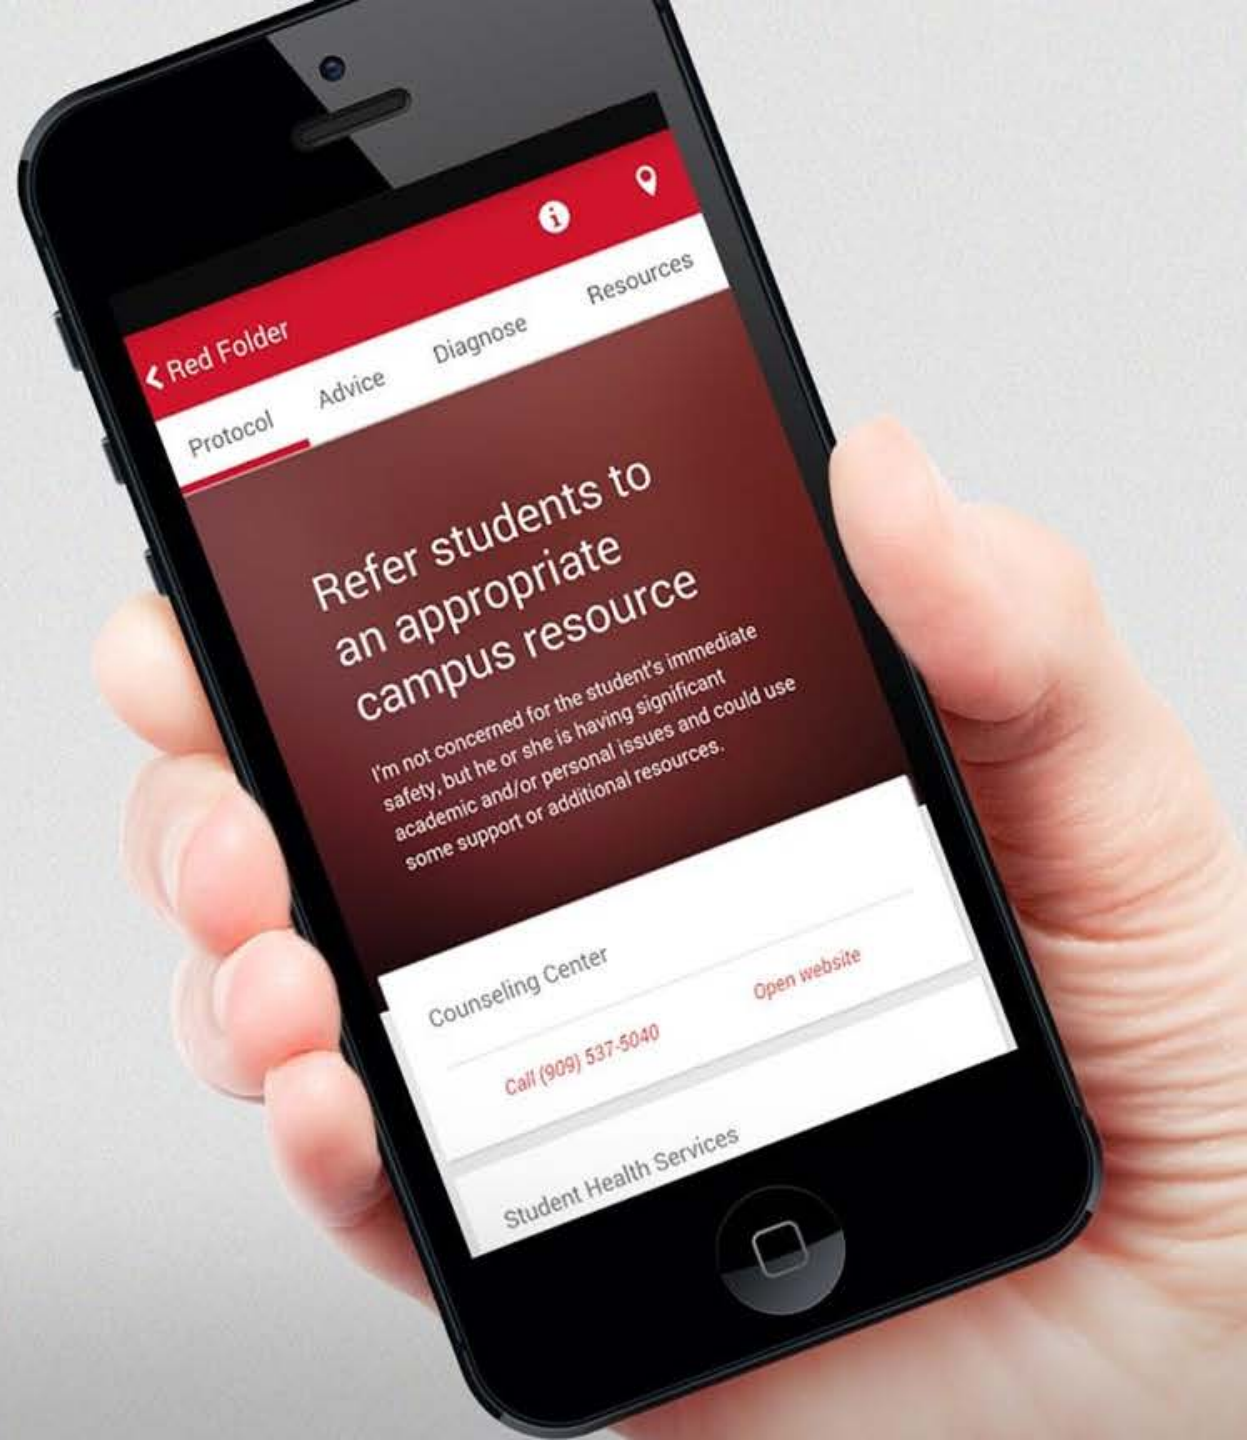 Red Folder
Protocol Advice Diagnose Resources
Refer students to
an appropriate
campus resource
I'm not concerned for the student's immediate
safety, but he or she is having significant
academic and/or personal issues and could use
some support or additional resources.
Counseling Center
Call (909) 537-5040 Open website
Student Health Services